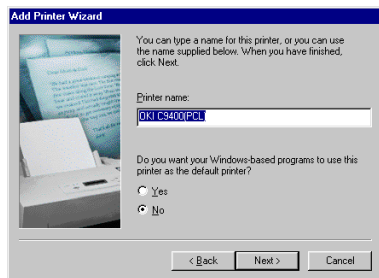 Add Printer Wizard
You can type a name for this printer, or you can use
the name supplied below. When you have finished,
click Next.
Printer name:
OKI C9400(PCL)
Do you want your Windows-based programs to use this
printer as the default printer?
Yes
No
< Back
Next >
Cancel